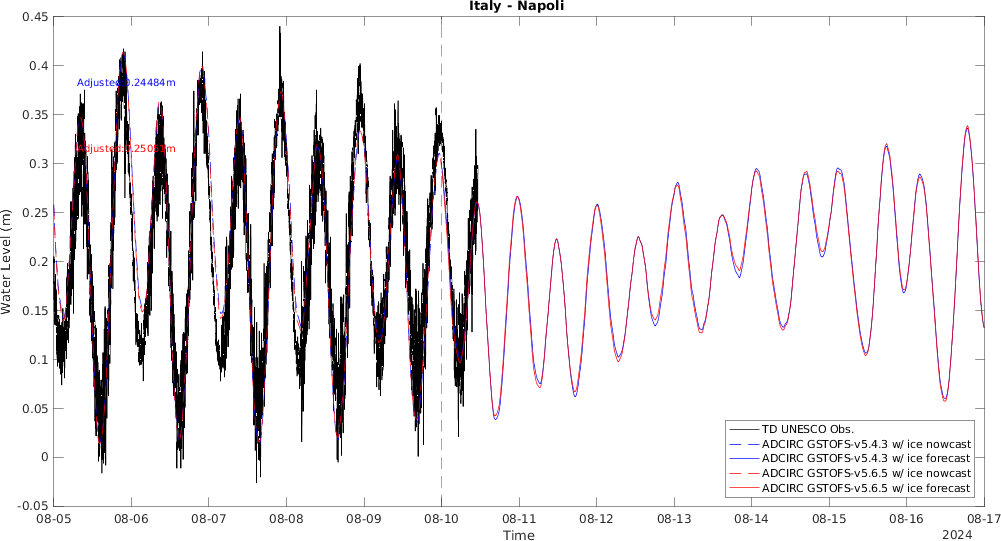 Italy - Napoli
0.45
0.4
0.35
0.3
0.25
0.2
0.15
0.1
0.05
0
-0.05
Water Level (m)
Adjusted:0.24484m
TD UNESCO Obs.
ADCIRC GSTOFS-v5.4.3 w/ ice nowcast
ADCIRC GSTOFS-v5.4.3 w/ ice forecast
ADCIRC GSTOFS-v5.6.5 w/ ice nowcast
ADCIRC GSTOFS-v5.6.5 w/ ice forecast
08-05 08-06 08-07 08-08 08-09 08-10 08-11 08-12 08-13 08-14 08-15 08-16 08-17
Time
2024